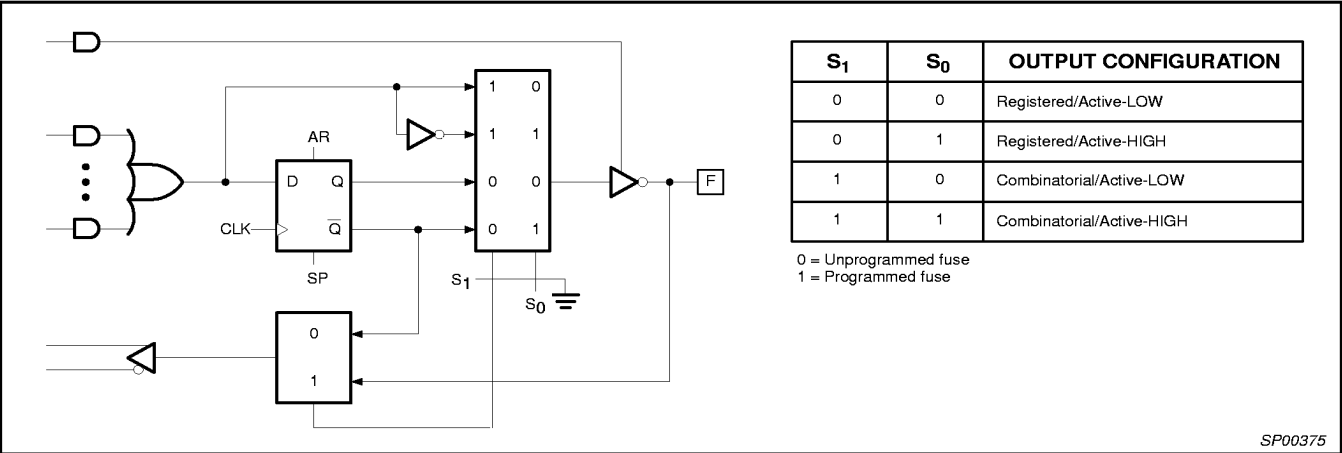 AR
D Q
CLK Q̅
SP
1 0
1 1
0 0
0 1
S1
S0
F
0
1
S1 S0 OUTPUT CONFIGURATION
0 0 Registered/Active-LOW
0 1 Registered/Active-HIGH
1 0 Combinatorial/Active-LOW
1 1 Combinatorial/Active-HIGH
0 = Unprogrammed fuse
1 = Programmed fuse
SP00375